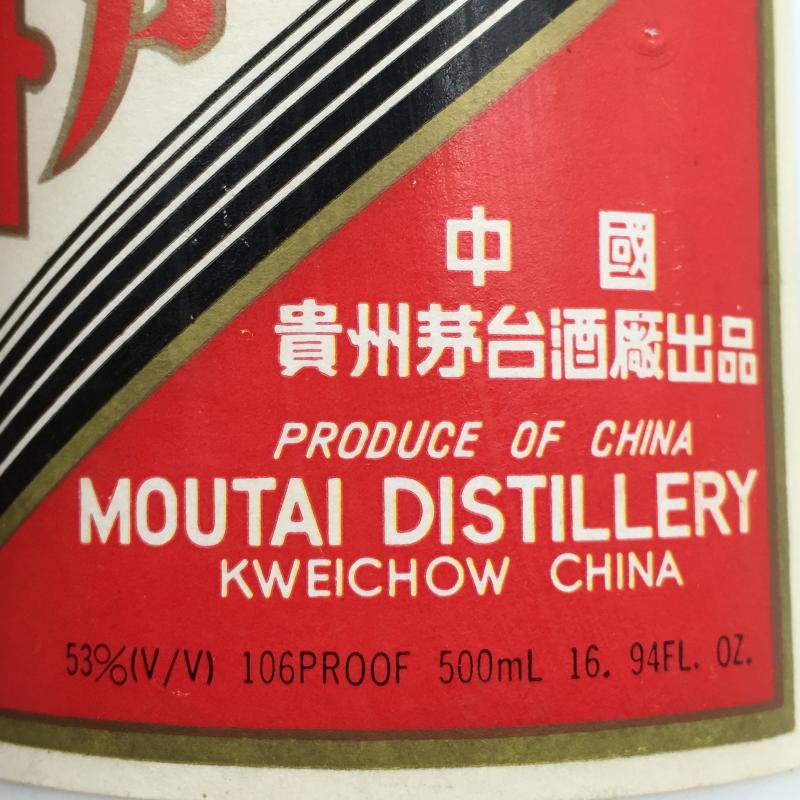 中 國
貴州茅台酒廠出品
PRODUCE OF CHINA
MOUTAI DISTILLERY
KWEICHOW CHINA
53%(V/V) 106PROOF 500mL 16. 94FL. OZ.